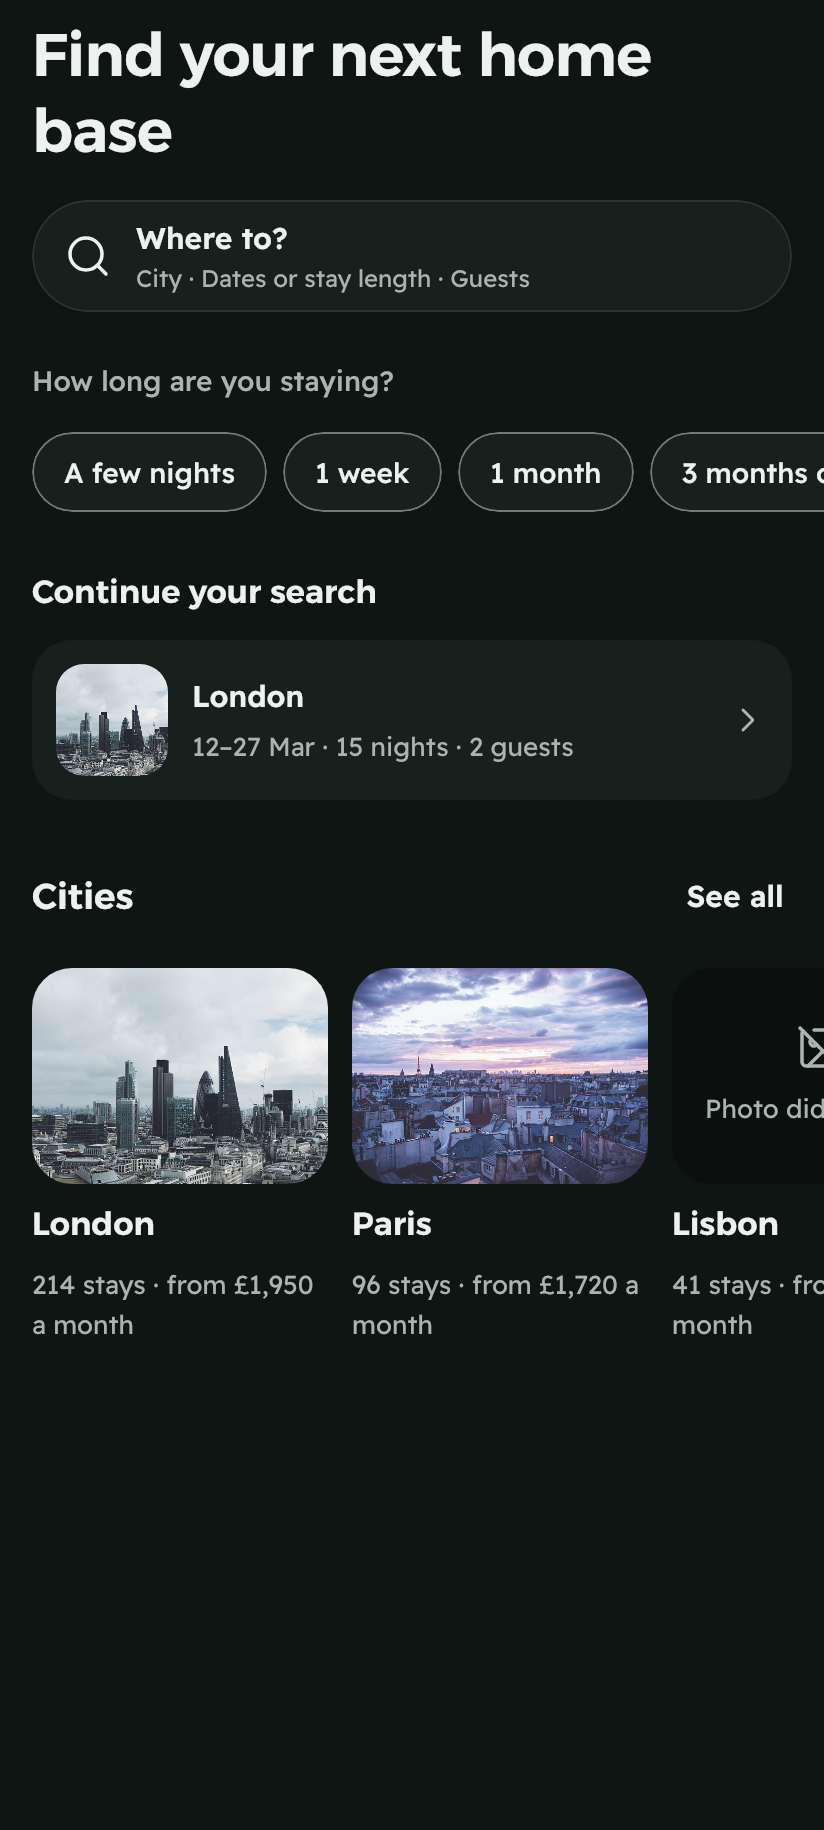 Find your next home
base
Where to?
City · Dates or stay length · Guests
How long are you staying?
A few nights
1 week
1 month
3 months
Continue your search
London
12–27 Mar · 15 nights · 2 guests
Cities
See all
Photo did
London
Paris
Lisbon
214 stays · from £1,950
a month
96 stays · from £1,720 a
month
41 stays ·
month